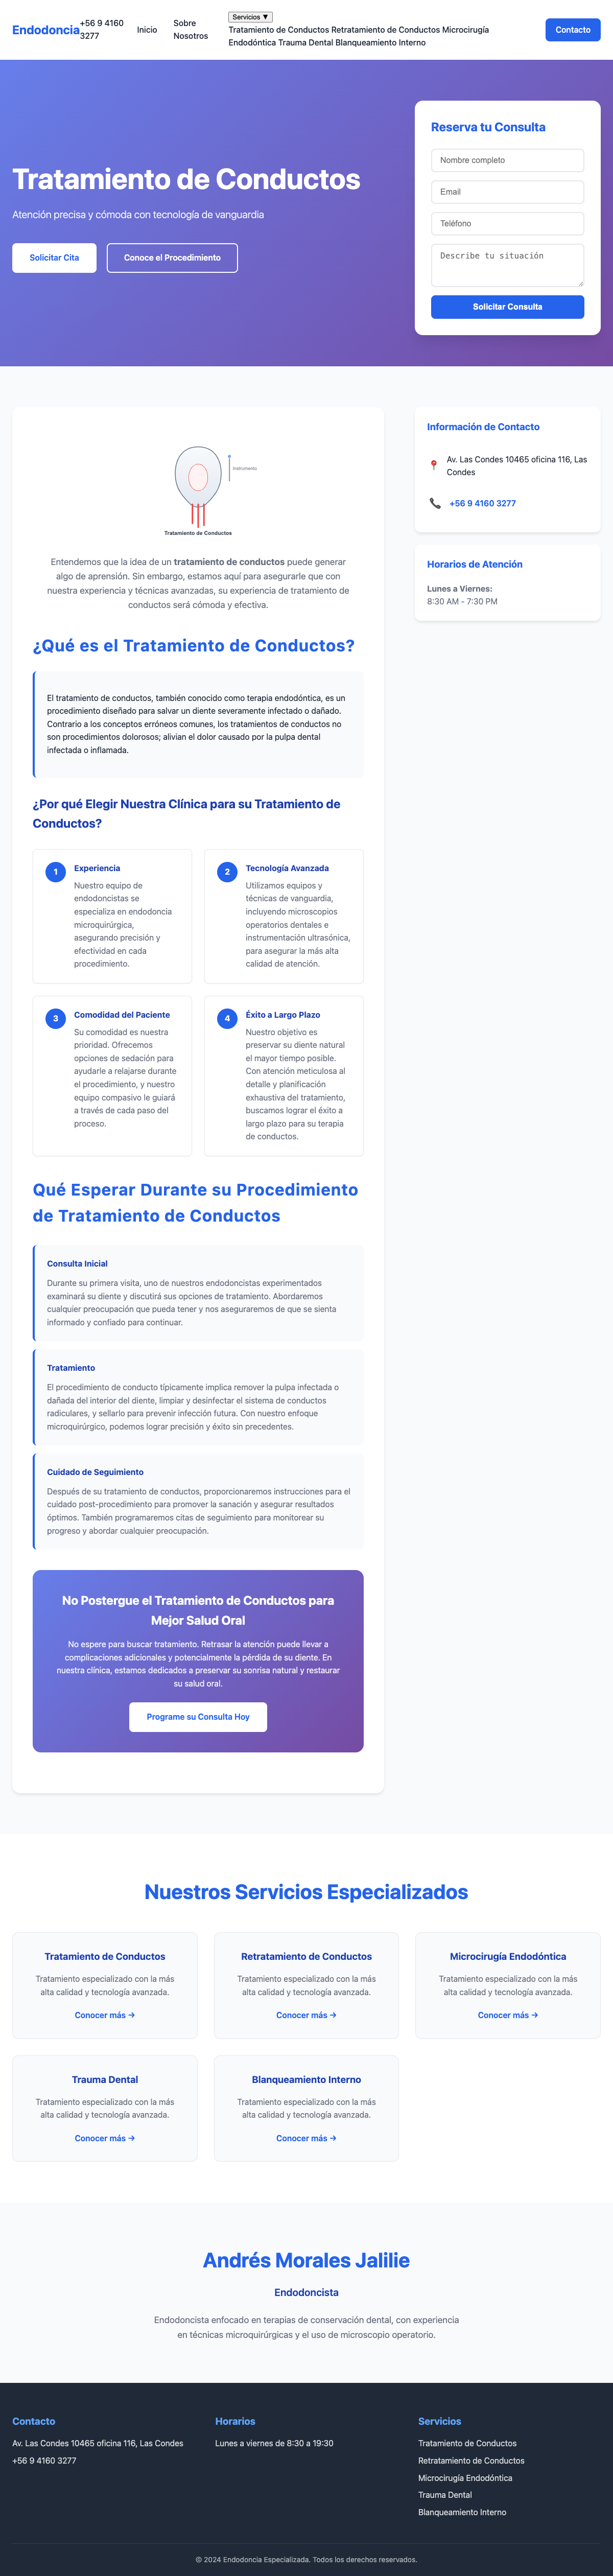 Endodoncia
+56 9 4160
3277
Inicio
Sobre
Nosotros
Servicios ▼
Tratamiento de Conductos Retratamiento de Conductos Microcirugía
Endodóntica Trauma Dental Blanqueamiento Interno
Contacto
Tratamiento de Conductos
Atención precisa y cómoda con tecnología de vanguardia
Solicitar Cita
Conoce el Procedimiento
Reserva tu Consulta
Nombre completo
Email
Teléfono
Describe tu situación
Solicitar Consulta
Instrumento
Tratamiento de Conductos
Entendemos que la idea de un tratamiento de conductos puede generar
algo de aprensión. Sin embargo, estamos aquí para asegurarle que con
nuestra experiencia y técnicas avanzadas, su experiencia de tratamiento de
conductos será cómoda y efectiva.
¿Qué es el Tratamiento de Conductos?
El tratamiento de conductos, también conocido como terapia endodóntica, es un
procedimiento diseñado para salvar un diente severamente infectado o dañado.
Contrario a los conceptos erróneos comunes, los tratamientos de conductos no
son procedimientos dolorosos; alivian el dolor causado por la pulpa dental
infectada o inflamada.
¿Por qué Elegir Nuestra Clínica para su Tratamiento de
Conductos?
1
Experiencia
Nuestro equipo de
endodoncistas se
especializa en endodoncia
microquirúrgica,
asegurando precisión y
efectividad en cada
procedimiento.
2
Tecnología Avanzada
Utilizamos equipos y
técnicas de vanguardia,
incluyendo microscopios
operatorios dentales e
instrumentación ultrasónica,
para asegurar la más alta
calidad de atención.
3
Comodidad del Paciente
Su comodidad es nuestra
prioridad. Ofrecemos
opciones de sedación para
ayudarle a relajarse durante
el procedimiento, y nuestro
equipo compasivo le guiará
a través de cada paso del
proceso.
4
Éxito a Largo Plazo
Nuestro objetivo es
preservar su diente natural
el mayor tiempo posible.
Con atención meticulosa al
detalle y planificación
exhaustiva del tratamiento,
buscamos lograr el éxito a
largo plazo para su terapia
de conductos.
Qué Esperar Durante su Procedimiento
de Tratamiento de Conductos
Consulta Inicial
Durante su primera visita, uno de nuestros endodoncistas experimentados
examinará su diente y discutirá sus opciones de tratamiento. Abordaremos
cualquier preocupación que pueda tener y nos aseguraremos de que se sienta
informado y confiado para continuar.
Tratamiento
El procedimiento de conducto típicamente implica remover la pulpa infectada o
dañada del interior del diente, limpiar y desinfectar el sistema de conductos
radiculares, y sellarlo para prevenir infección futura. Con nuestro enfoque
microquirúrgico, podemos lograr precisión y éxito sin precedentes.
Cuidado de Seguimiento
Después de su tratamiento de conductos, proporcionaremos instrucciones para el
cuidado post-procedimiento para promover la sanación y asegurar resultados
óptimos. También programaremos citas de seguimiento para monitorear su
progreso y abordar cualquier preocupación.
No Postergue el Tratamiento de Conductos para
Mejor Salud Oral
No espere para buscar tratamiento. Retrasar la atención puede llevar a
complicaciones adicionales y potencialmente la pérdida de su diente. En
nuestra clínica, estamos dedicados a preservar su sonrisa natural y restaurar
su salud oral.
Programe su Consulta Hoy
Información de Contacto
Av. Las Condes 10465 oficina 116, Las
Condes
+56 9 4160 3277
Horarios de Atención
Lunes a Viernes:
8:30 AM - 7:30 PM
Nuestros Servicios Especializados
Tratamiento de Conductos
Tratamiento especializado con la más
alta calidad y tecnología avanzada.
Conocer más →
Retratamiento de Conductos
Tratamiento especializado con la más
alta calidad y tecnología avanzada.
Conocer más →
Microcirugía Endodóntica
Tratamiento especializado con la más
alta calidad y tecnología avanzada.
Conocer más →
Trauma Dental
Tratamiento especializado con la más
alta calidad y tecnología avanzada.
Conocer más →
Blanqueamiento Interno
Tratamiento especializado con la más
alta calidad y tecnología avanzada.
Conocer más →
Andrés Morales Jalilie
Endodoncista
Endodoncista enfocado en terapias de conservación dental, con experiencia
en técnicas microquirúrgicas y el uso de microscopio operatorio.
Contacto
Av. Las Condes 10465 oficina 116, Las Condes
+56 9 4160 3277
Horarios
Lunes a viernes de 8:30 a 19:30
Servicios
Tratamiento de Conductos
Retratamiento de Conductos
Microcirugía Endodóntica
Trauma Dental
Blanqueamiento Interno
© 2024 Endodoncia Especializada. Todos los derechos reservados.